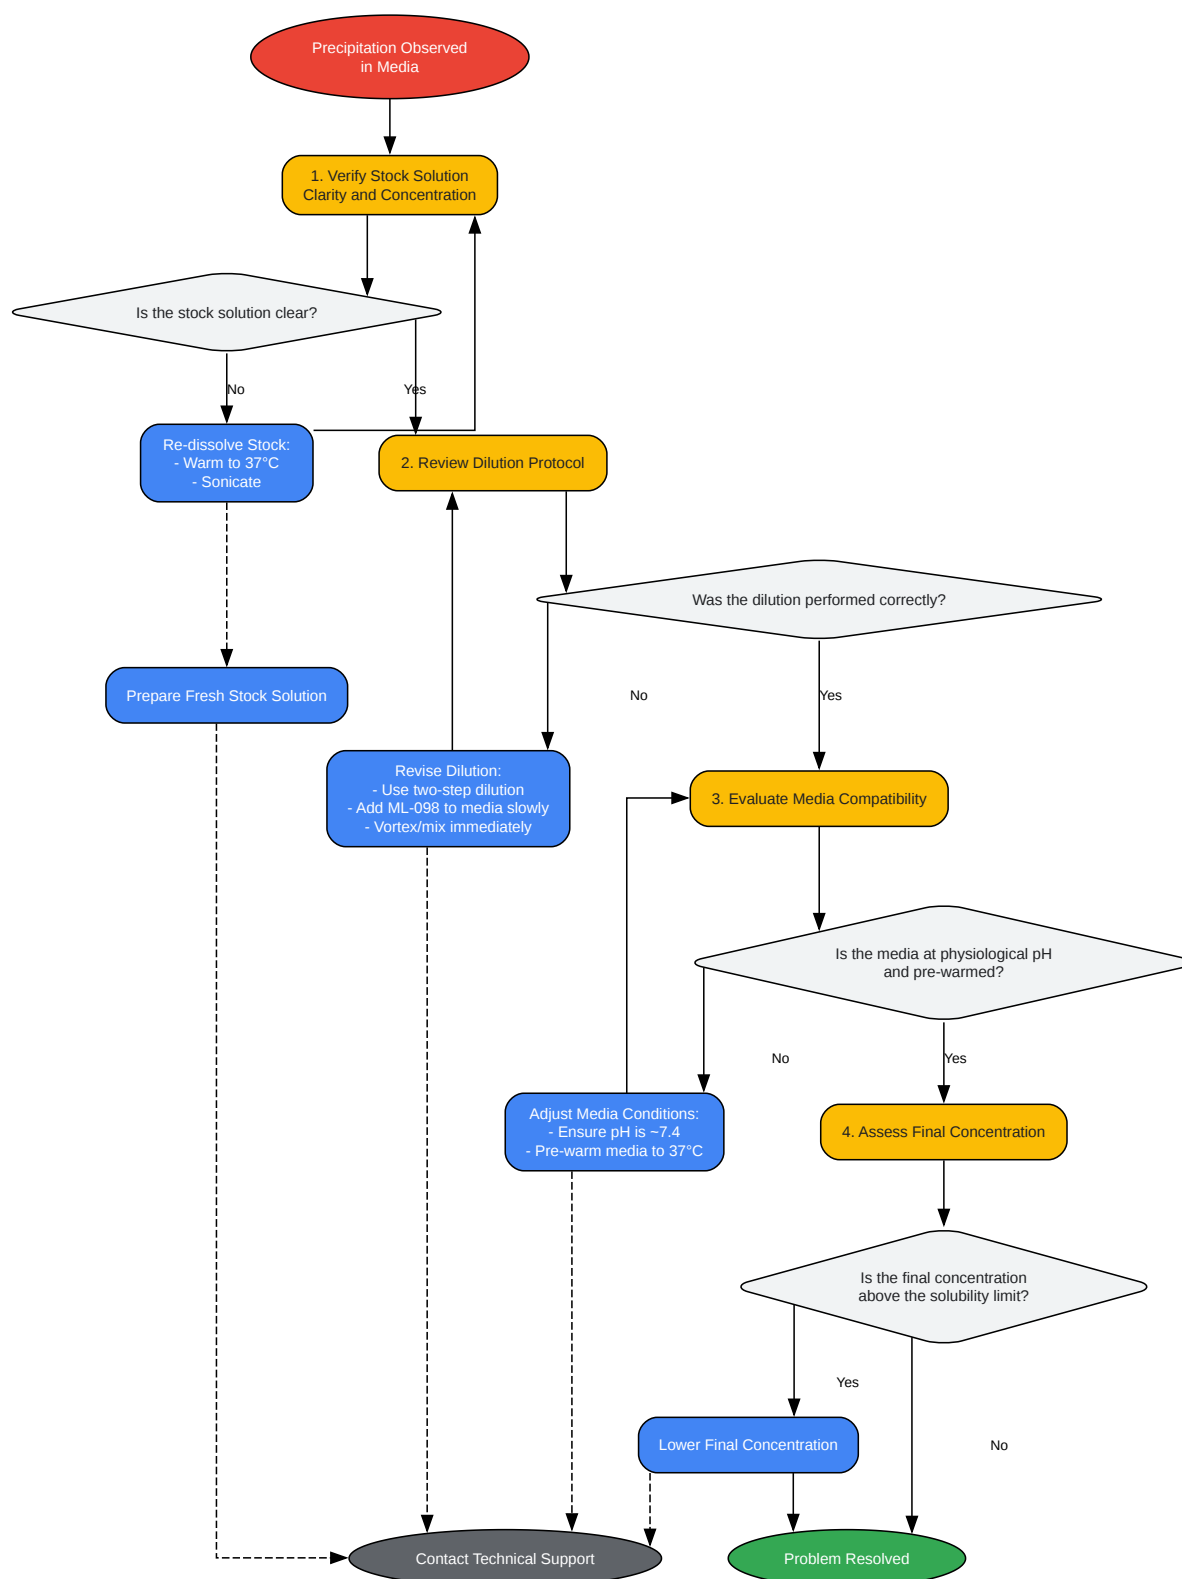 Precipitation Observed
in Media
1. Verify Stock Solution
Clarity and Concentration
Is the stock solution clear?
No
Yes
Re-dissolve Stock:
- Warm to 37°C
- Sonicate
2. Review Dilution Protocol
Was the dilution performed correctly?
Prepare Fresh Stock Solution
No
Yes
Revise Dilution:
- Use two-step dilution
- Add ML-098 to media slowly
- Vortex/mix immediately
3. Evaluate Media Compatibility
Is the media at physiological pH
and pre-warmed?
No
Yes
Adjust Media Conditions:
- Ensure pH is ~7.4
- Pre-warm media to 37°C
4. Assess Final Concentration
Is the final concentration
above the solubility limit?
Yes
Lower Final Concentration
No
Contact Technical Support
Problem Resolved